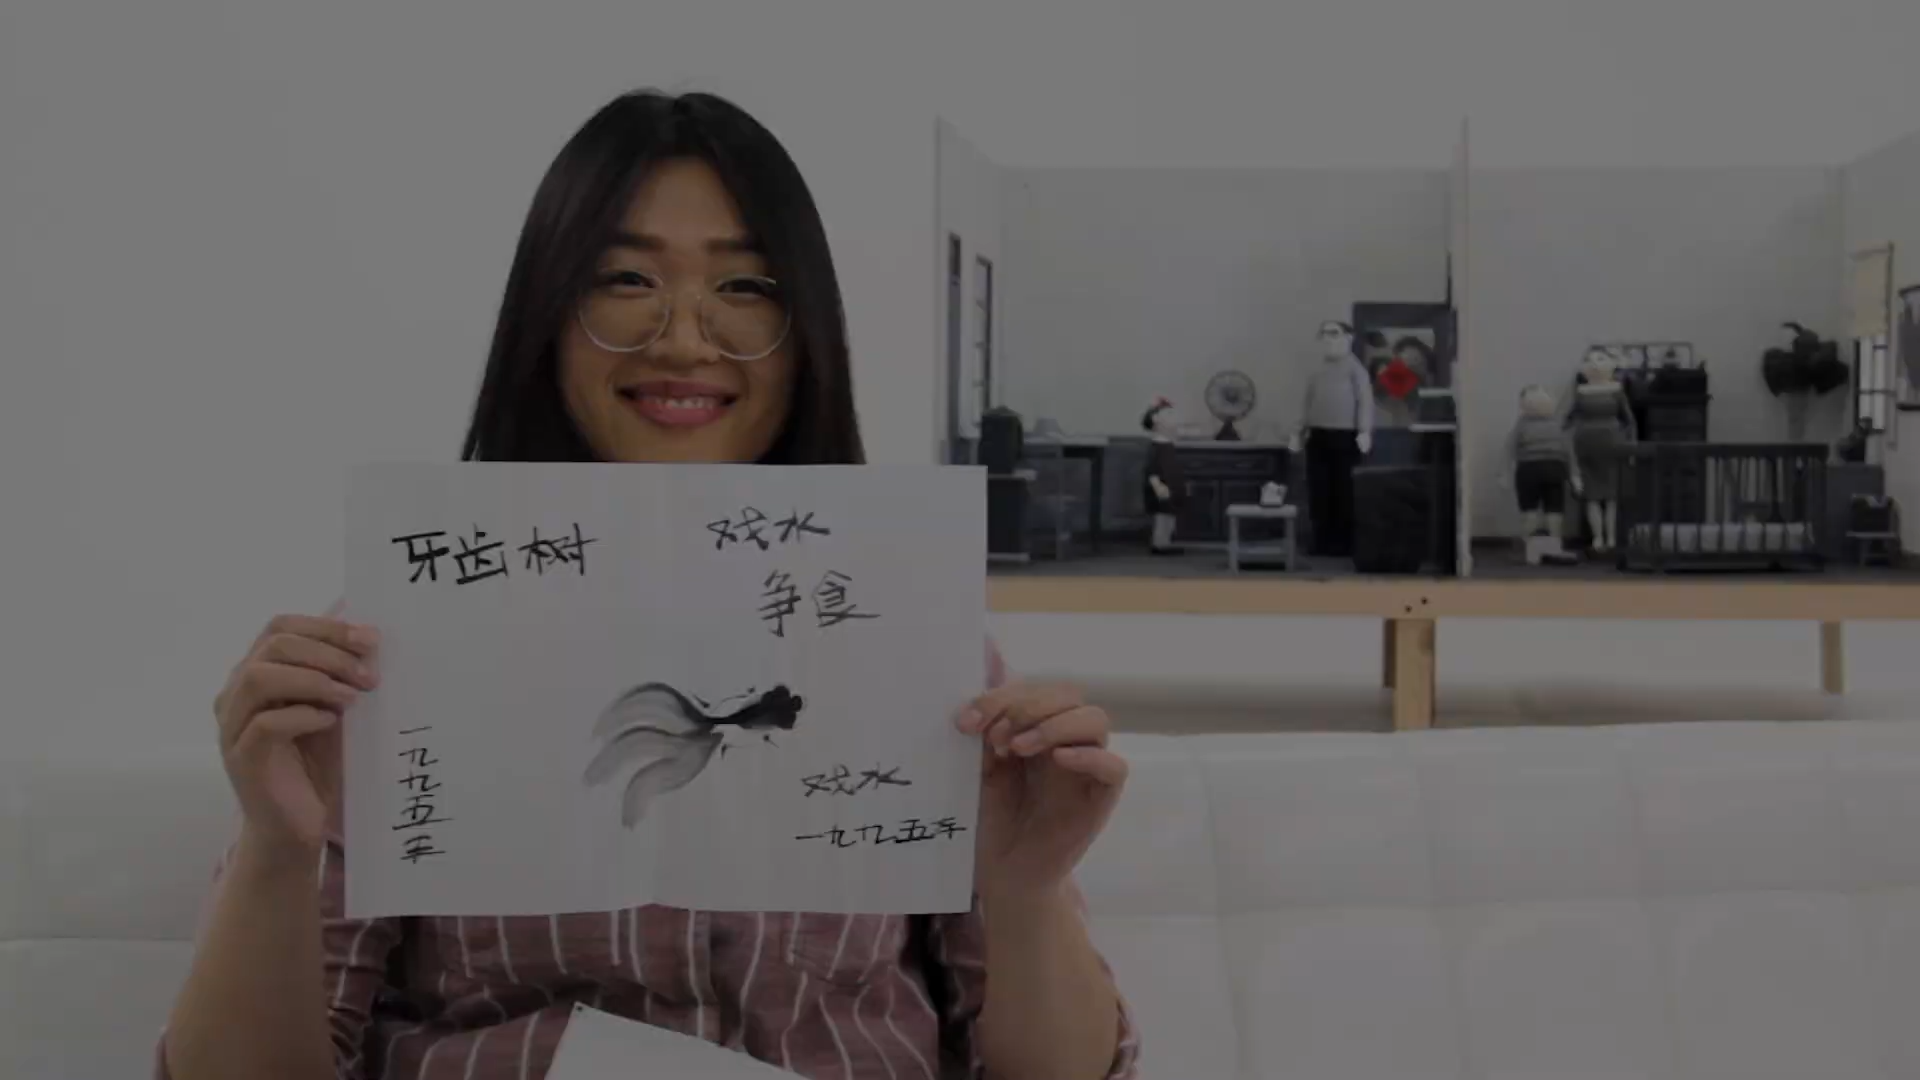 牙齿树
戏水
争食
一九九五年
戏水
一九九五年